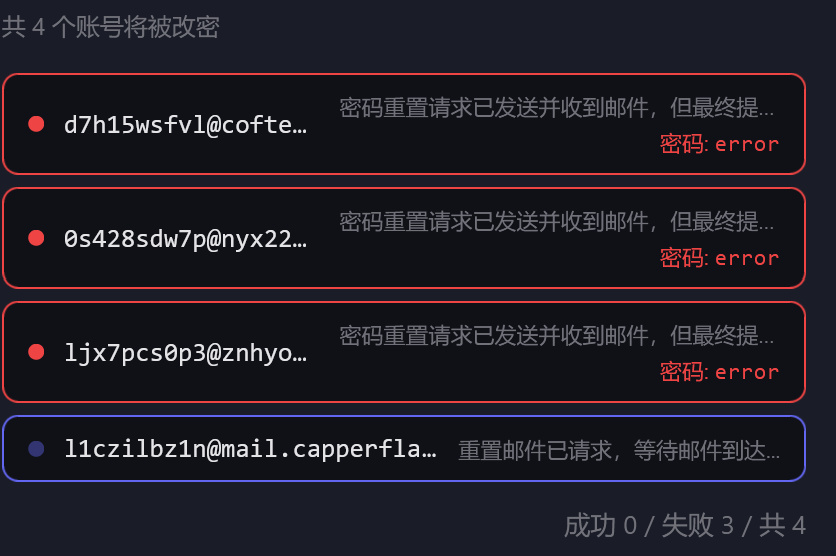 共 4 个账号将被改密
d7h15wsfvl@cofte…
密码重置请求已发送并收到邮件，但最终提…
密码: error
0s428sdw7p@nyx22…
密码重置请求已发送并收到邮件，但最终提…
密码: error
ljx7pcs0p3@znhyo…
密码重置请求已发送并收到邮件，但最终提…
密码: error
l1czilbz1n@mail.capperfla…
重置邮件已请求，等待邮件到达…
成功 0 / 失败 3 / 共 4